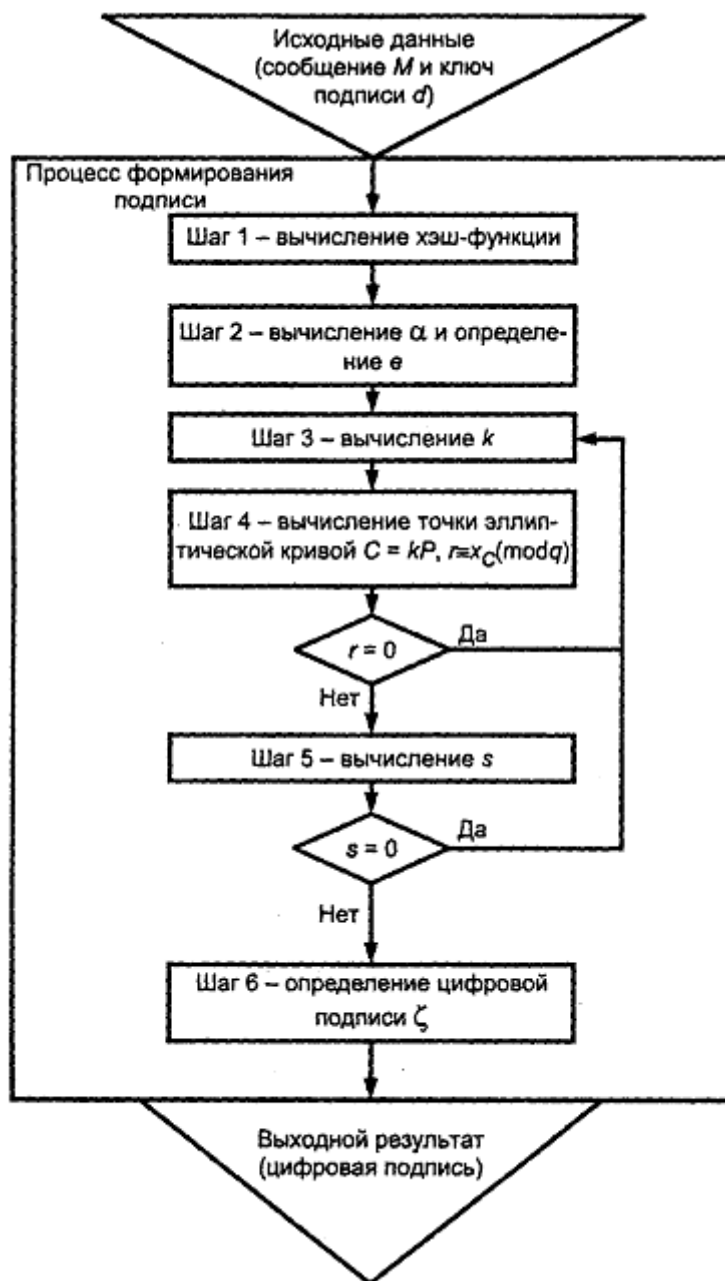 Исходные данные
(сообщение M и ключ
подписи d)
Процесс формирования
подписи
Шаг 1 – вычисление хэш-функции
Шаг 2 – вычисление α и определе-
ние e
Шаг 3 – вычисление k
Шаг 4 – вычисление точки эллип-
тической кривой C = kP, r≡x_C(modq)
r = 0
Да
Нет
Шаг 5 – вычисление s
s = 0
Да
Нет
Шаг 6 – определение цифровой
подписи ζ
Выходной результат
(цифровая подпись)